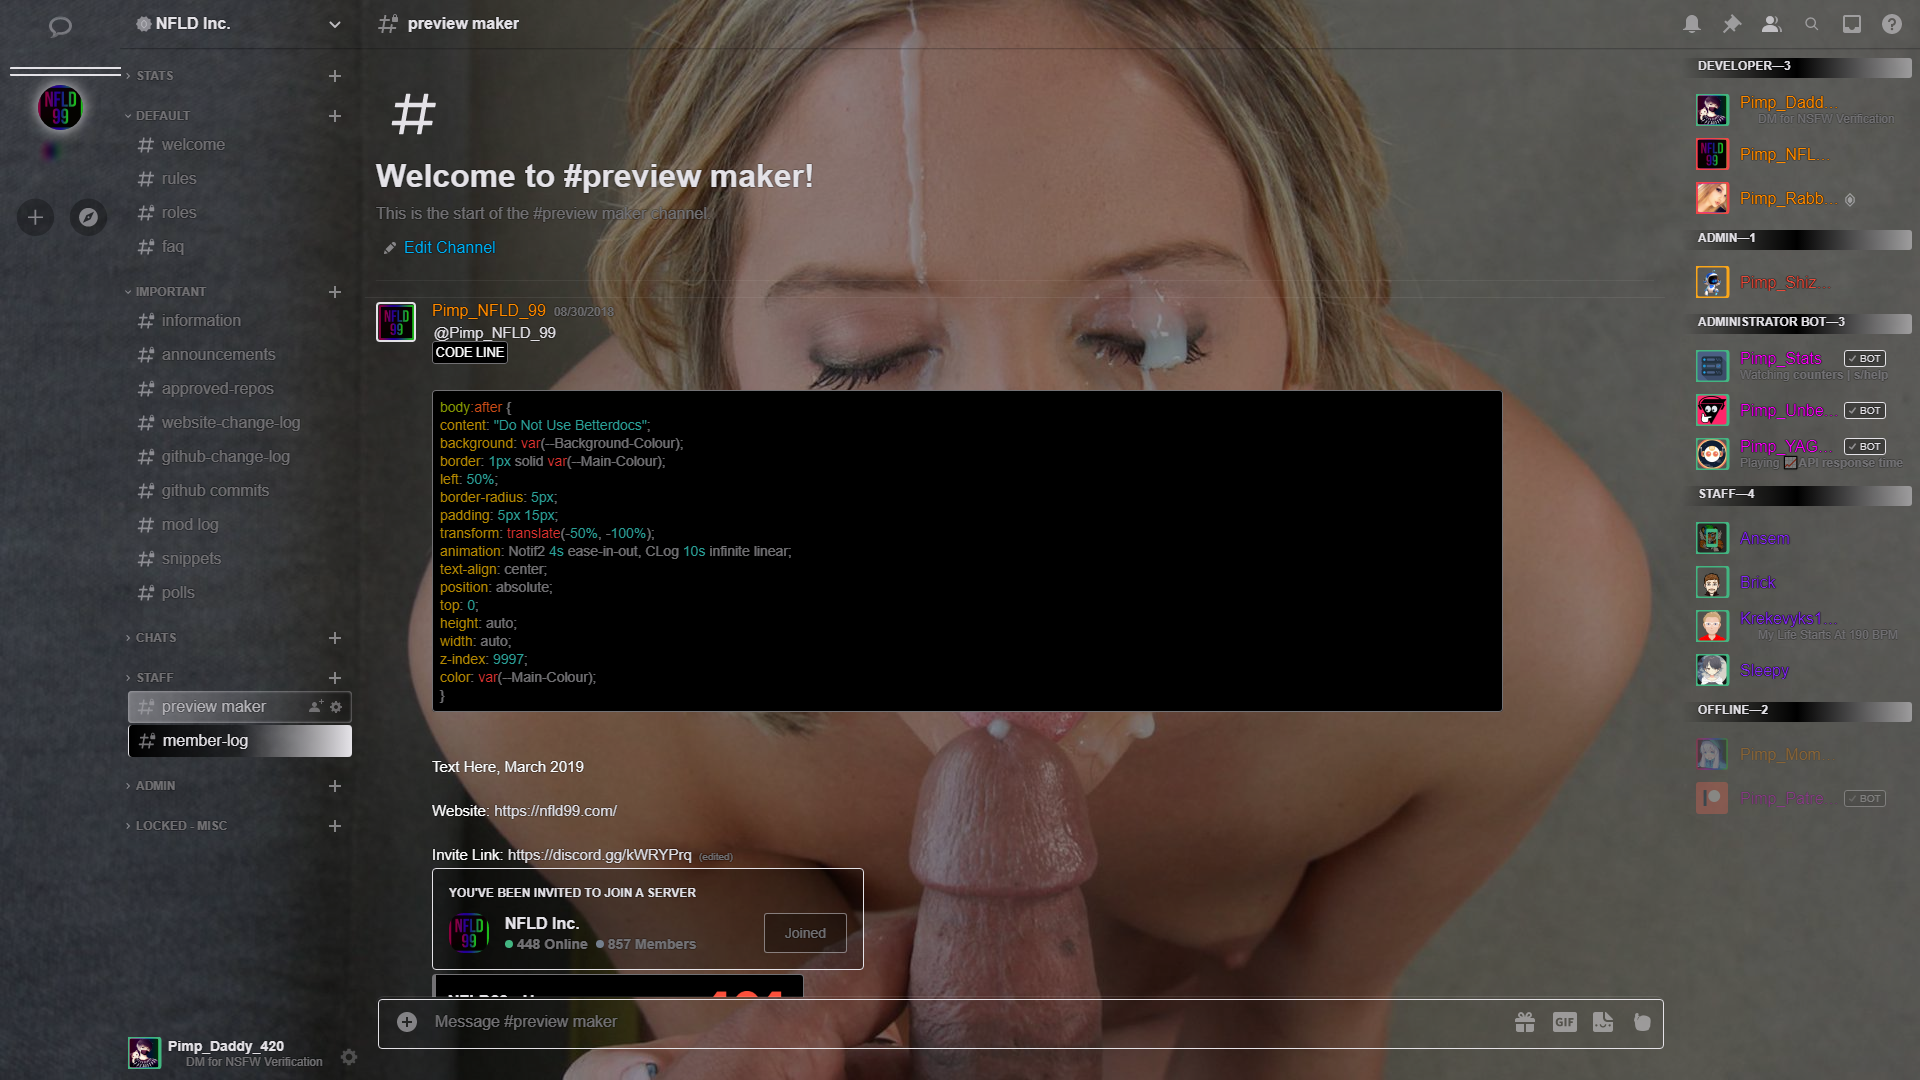 NFLD Inc.
preview maker
STATS
NFLD
99
DEFAULT
welcome
rules
roles
faq
IMPORTANT
information
announcements
approved-repos
website-change-log
github-change-log
github commits
mod log
snippets
polls
CHATS
STAFF
preview maker
member-log
ADMIN
LOCKED - MISC
Pimp_Daddy_420
DM for NSFW Verification
Welcome to #preview maker!
This is the start of the #preview maker channel
Edit Channel
NFLD
99
Pimp_NFLD_99 08/30/2018
@Pimp_NFLD_99
CODE LINE
body:after {
content: "Do Not Use Betterdocs";
background: var(--Background-Colour);
border: 1px solid var(--Main-Colour);
left: 50%;
border-radius: 5px;
padding: 5px 15px;
transform: translate(-50%, -100%);
animation: Notif2 4s ease-in-out, CLog 10s infinite linear;
text-align: center;
position: absolute;
top: 0;
height: auto;
width: auto;
z-index: 9997;
color: var(--Main-Colour);
}
Text Here, March 2019
Website: https://nfld99.com/
Invite Link: https://discord.gg/kWRYPrq (edited)
YOU'VE BEEN INVITED TO JOIN A SERVER
NFLD
99
NFLD Inc.
448 Online 857 Members
Joined
Message #preview maker
GIF
DEVELOPER—3
Pimp_Dadd...
DM for NSFW Verification
NFLD
99
Pimp_NFL...
Pimp_Rabb...
ADMIN—1
Pimp_Shiz...
ADMINISTRATOR BOT—3
Pimp_Stats BOT
Watching counters | s/help
Pimp_Unbe... BOT
Pimp_YAG... BOT
Playing API response time
STAFF—4
Ansem
Brick
Krekevyks1...
My Life Starts At 190 BPM
Sleepy
OFFLINE—2
Pimp_Mom
BOT